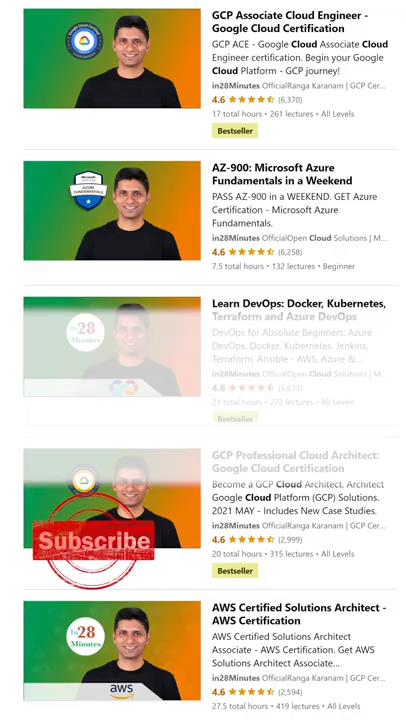 GCP Associate Cloud Engineer -
Google Cloud Certification
GCP ACE - Google Cloud Associate Cloud
Engineer certification. Begin your Google
Cloud Platform - GCP journey!
in28Minutes OfficialRanga Karanam | GCP Cer...
4.6 (6,370)
17 total hours • 261 lectures • All Levels
Bestseller
Microsoft
AZURE
FUNDAMENTALS
AZ-900: Microsoft Azure
Fundamentals in a Weekend
PASS AZ-900 in a WEEKEND. GET Azure
Certification - Microsoft Azure
Fundamentals.
in28Minutes OfficialOpen Cloud Solutions | M...
4.6 (6,258)
7.5 total hours • 132 lectures • Beginner
In28
Minutes
Learn DevOps: Docker, Kubernetes,
Terraform and Azure DevOps
DevOps for Absolute Beginners: Azure
DevOps, Docker, Kubernetes, Jenkins,
Terraform, Ansible - AWS, Azure &...
in28Minutes OfficialOpen Cloud Solutions | M...
4.6 (5,673)
21 total hours • 222 lectures • All Levels
Bestseller
Subscribe
GCP Professional Cloud Architect:
Google Cloud Certification
Become a GCP Cloud Architect. Architect
Google Cloud Platform (GCP) Solutions.
2021 MAY - Includes New Case Studies.
in28Minutes OfficialRanga Karanam | GCP Cer...
4.6 (2,999)
20 total hours • 315 lectures • All Levels
Bestseller
In28
Minutes
aws
AWS Certified Solutions Architect -
AWS Certification
AWS Certified Solutions Architect
Associate - AWS Certification. Get AWS
Solutions Architect Associate...
in28Minutes OfficialRanga Karanam | GCP Cer...
4.6 (2,594)
27.5 total hours • 419 lectures • All Levels